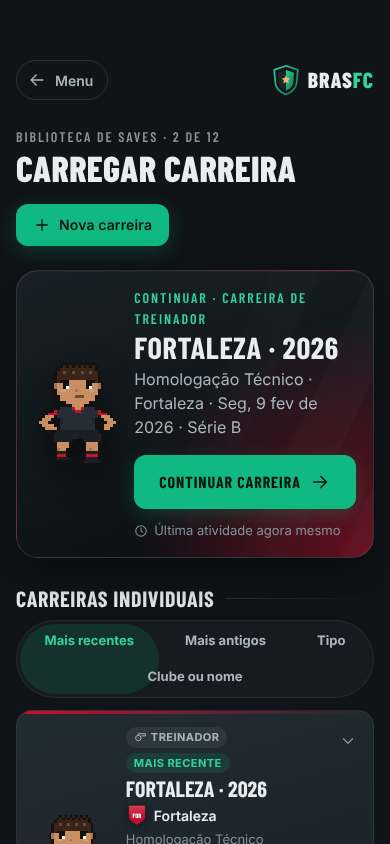 Menu
BRASFC
BIBLIOTECA DE SAVES · 2 DE 12
CARREGAR CARREIRA
Nova carreira
CONTINUAR · CARREIRA DE
TREINADOR
FORTALEZA · 2026
Homologação Técnico ·
Fortaleza · Seg, 9 fev de
2026 · Série B
CONTINUAR CARREIRA
Última atividade agora mesmo
CARREIRAS INDIVIDUAIS
Mais recentes
Mais antigos
Tipo
Clube ou nome
TREINADOR
MAIS RECENTE
FORTALEZA · 2026
FOR Fortaleza
Homologação Técnico